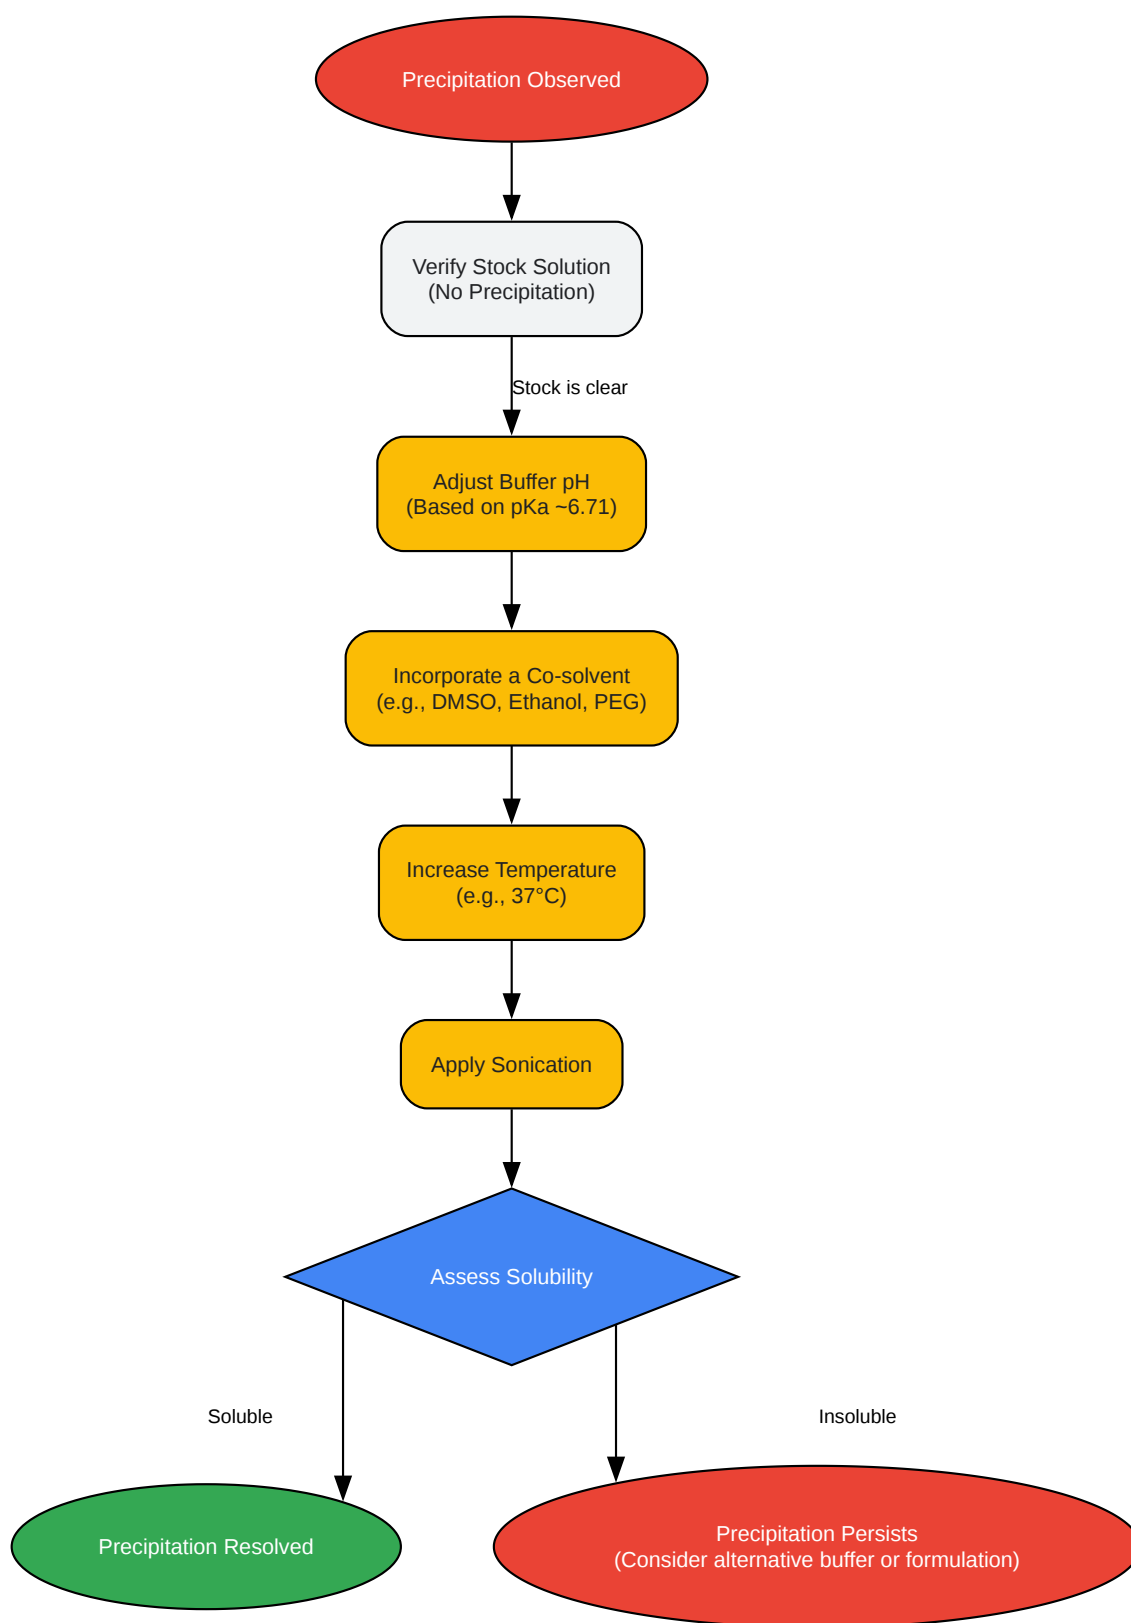 Precipitation Observed
Verify Stock Solution
(No Precipitation)
Stock is clear
Adjust Buffer pH
(Based on pKa ~6.71)
Incorporate a Co-solvent
(e.g., DMSO, Ethanol, PEG)
Increase Temperature
(e.g., 37°C)
Apply Sonication
Assess Solubility
Soluble
Insoluble
Precipitation Resolved
Precipitation Persists
(Consider alternative buffer or formulation)